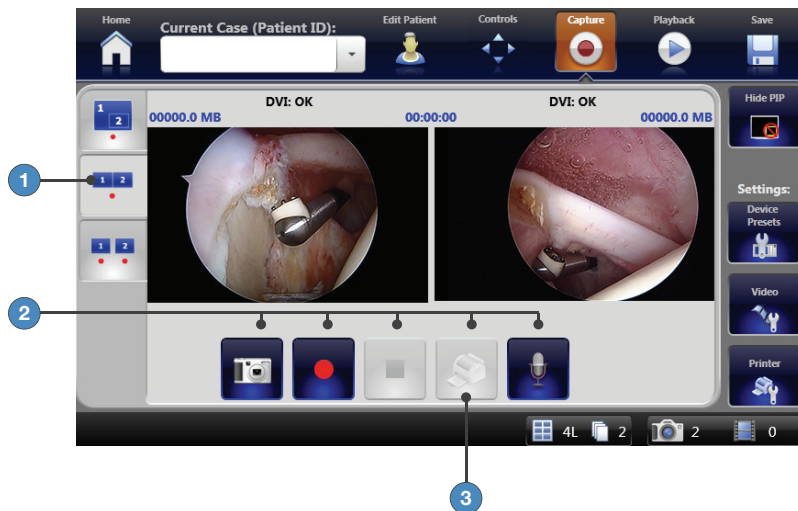 Home
Current Case (Patient ID):
Edit Patient
Controls
Capture
Playback
Save
1
2
DVI: OK
DVI: OK
Hide PIP
00000.0 MB
00:00:00
00000.0 MB
1
1 2
Settings:
Device
Presets
1 2
Video
2
Printer
4L
2
2
0
3